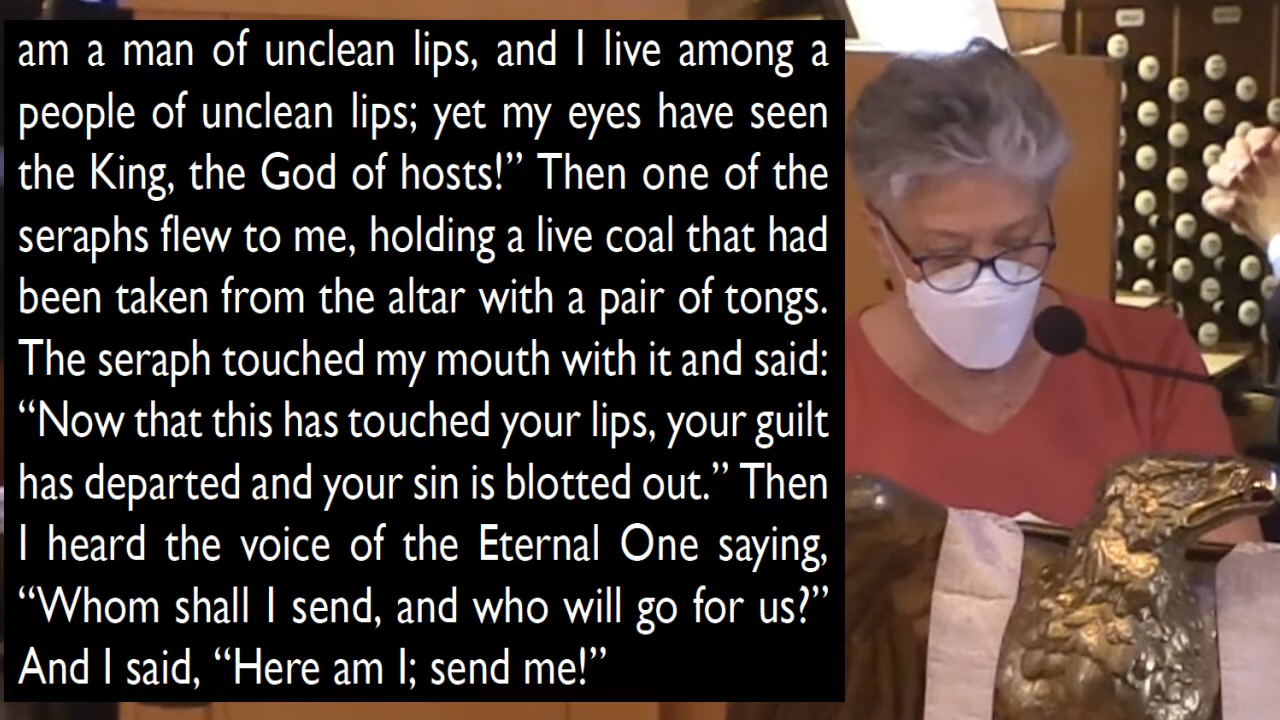 am a man of unclean lips, and I live among a
people of unclean lips; yet my eyes have seen
the King, the God of hosts!” Then one of the
seraphs flew to me, holding a live coal that had
been taken from the altar with a pair of tongs.
The seraph touched my mouth with it and said:
“Now that this has touched your lips, your guilt
has departed and your sin is blotted out.” Then
I heard the voice of the Eternal One saying,
“Whom shall I send, and who will go for us?”
And I said, “Here am I; send me!”